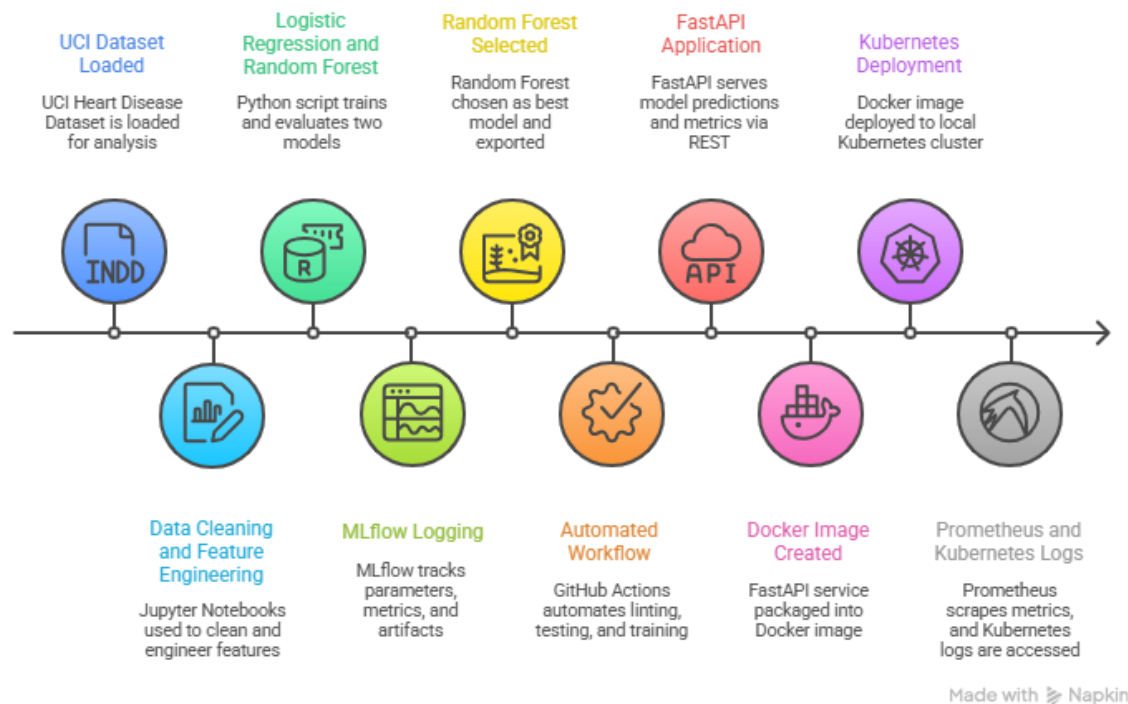 UCI Dataset
Loaded
UCI Heart Disease
Dataset is loaded
for analysis
Logistic
Regression and
Random Forest
Python script trains
and evaluates two
models
Random Forest
Selected
Random Forest
chosen as best
model and
exported
FastAPI
Application
FastAPI serves
model predictions
and metrics via
REST
Kubernetes
Deployment
Docker image
deployed to local
Kubernetes cluster
INDD
R
API
Data Cleaning
and Feature
Engineering
Jupyter Notebooks
used to clean and
engineer features
MLflow Logging
MLflow tracks
parameters,
metrics, and
artifacts
Automated
Workflow
GitHub Actions
automates linting,
testing, and training
Docker Image
Created
FastAPI service
packaged into
Docker image
Prometheus and
Kubernetes Logs
Prometheus
scrapes metrics,
and Kubernetes
logs are accessed
Made with Napkin